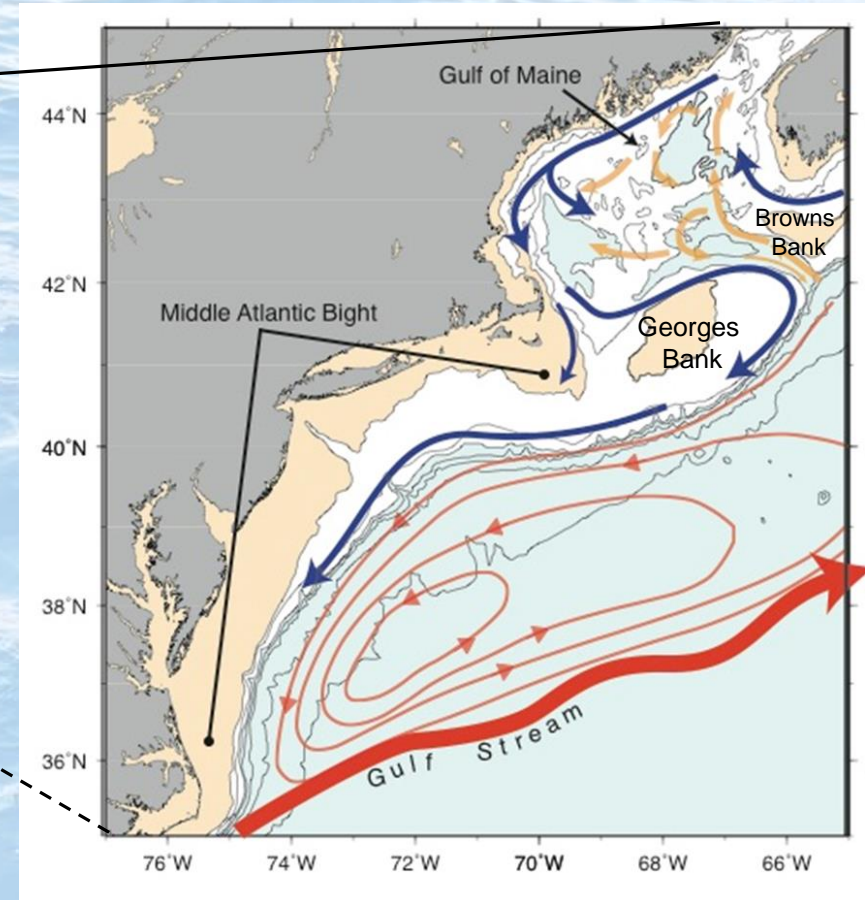 Gulf of Maine
44°N
Browns
Bank
42°N
Middle Atlantic Bight
Georges
Bank
40°N
38°N
36°N
Gulf Stream
76°W 74°W 72°W 70°W 68°W 66°W